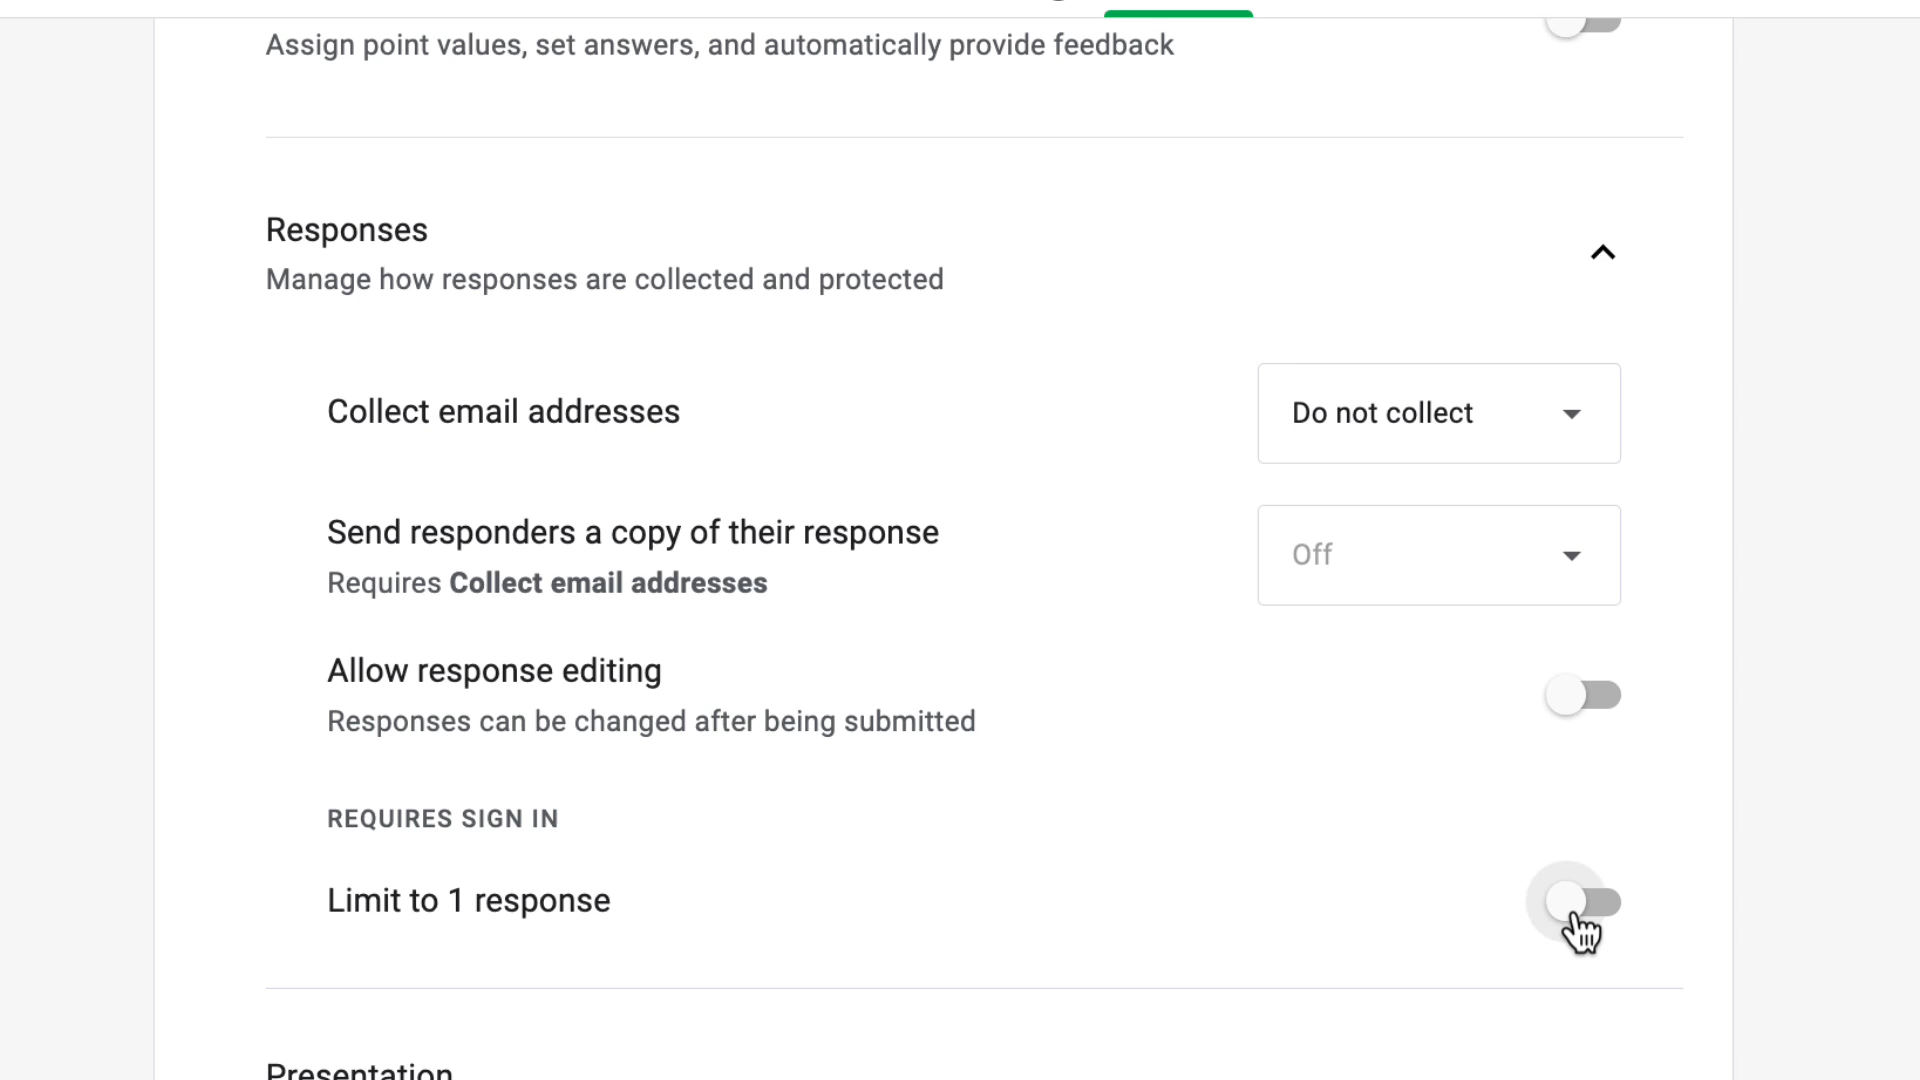 Assign point values, set answers, and automatically provide feedback
Responses
Manage how responses are collected and protected
Collect email addresses
Do not collect
Send responders a copy of their response
Off
Requires Collect email addresses
Allow response editing
Responses can be changed after being submitted
REQUIRES SIGN IN
Limit to 1 response
Presentation